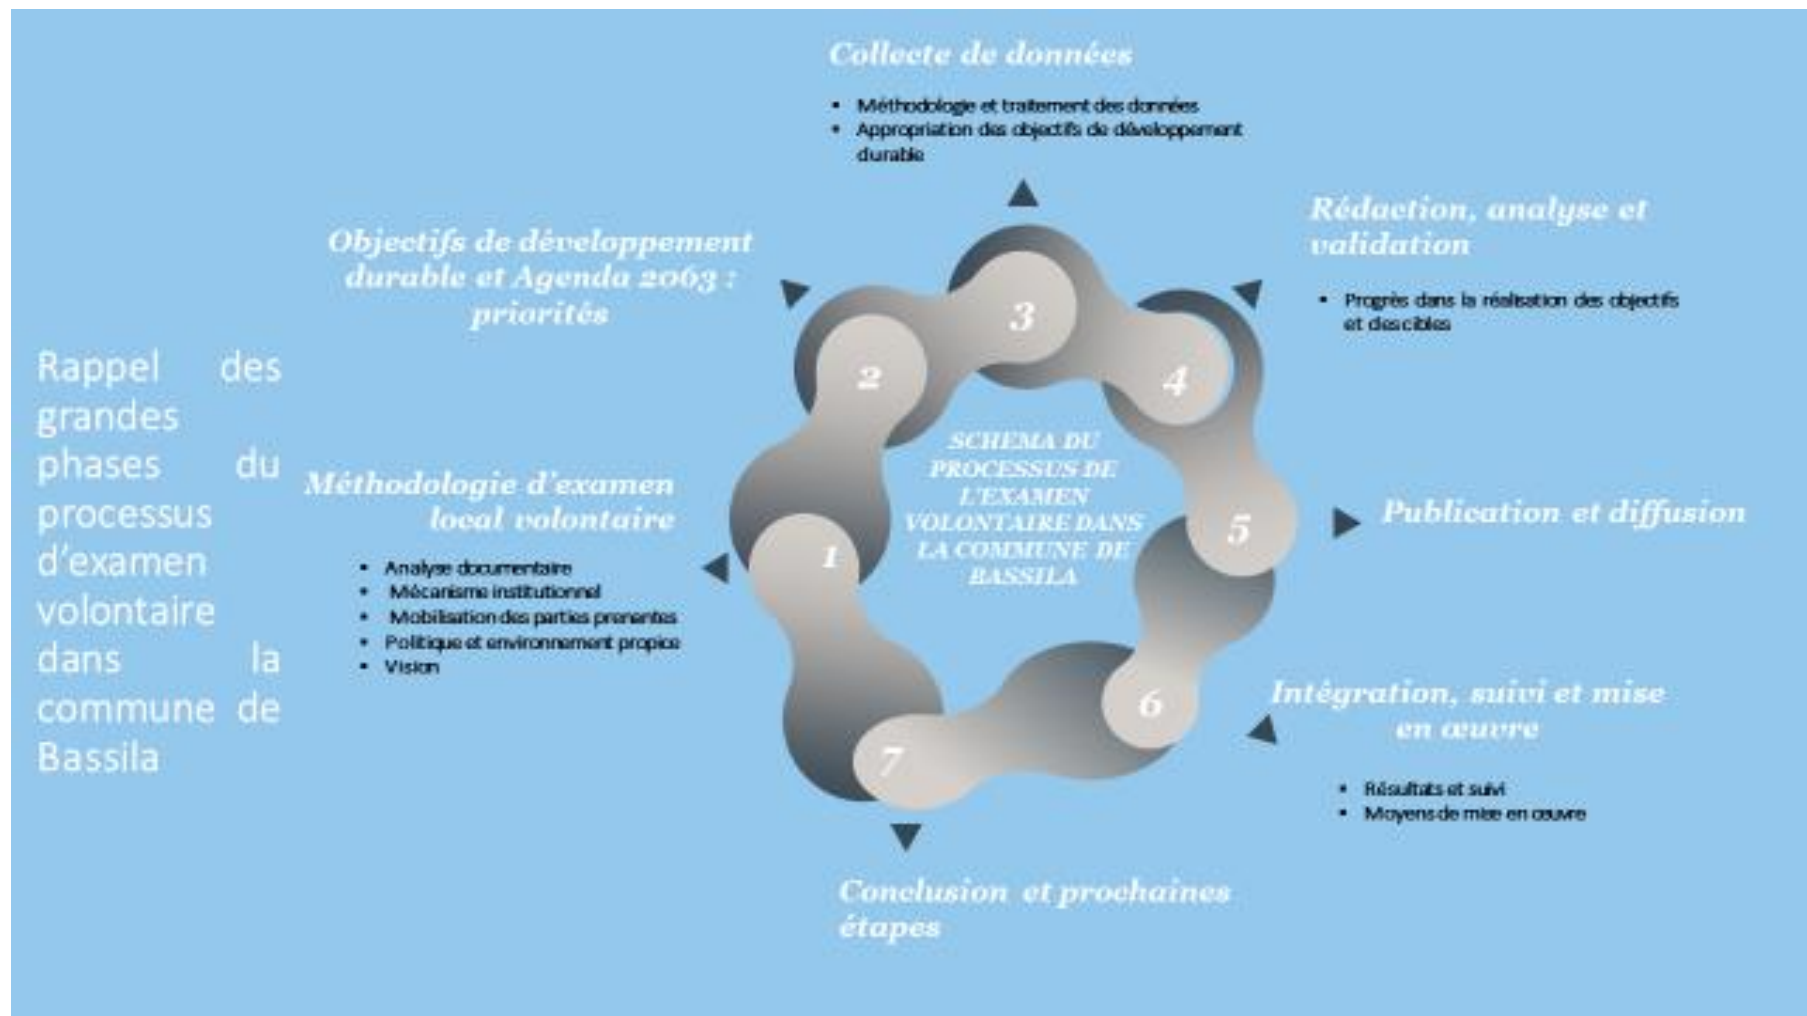 Rappel des
grandes
phases du
processus
d'examen
volontaire
dans la
commune de
Bassila
Méthodologie d'examen
local volontaire
▪ Analyse documentaire
▪ Mécanisme institutionnel
▪ Mobilisation des parties prenantes
▪ Politique et environnement propice
▪ Vision
Objectifs de développement
durable et Agenda 2063 :
priorités
Collecte de données
▪ Méthodologie et traitement des données
▪ Appropriation des objectifs de développement
durable
Rédaction, analyse et
validation
▪ Progrès dans la réalisation des objectifs
et des cibles
Publication et diffusion
Intégration, suivi et mise
en œuvre
▪ Résultats et suivi
▪ Moyens de mise en œuvre
Conclusion et prochaines
étapes
1
2
3
4
5
6
7
SCHEMA DU
PROCESSUS DE
L'EXAMEN
VOLONTAIRE DANS
LA COMMUNE DE
BASSILA